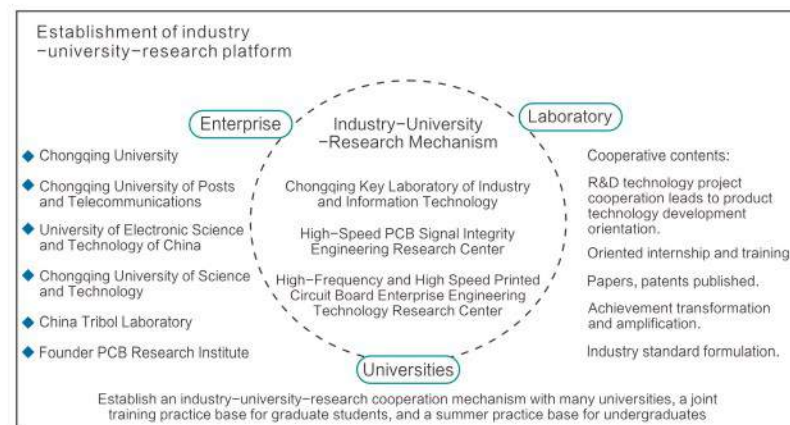 Establishment of industry
-university-research platform
Enterprise
Laboratory
Industry-University
-Research Mechanism
◆ Chongqing University
◆ Chongqing University of Posts
and Telecommunications
◆ University of Electronic Science
and Technology of China
◆ Chongqing University of Science
and Technology
◆ China Tribol Laboratory
◆ Founder PCB Research Institute
Chongqing Key Laboratory of Industry
and Information Technology
High-Speed PCB Signal Integrity
Engineering Research Center
High-Frequency and High Speed Printed
Circuit Board Enterprise Engineering
Technology Research Center
Cooperative contents:
R&D technology project
cooperation leads to product
technology development
orientation.
Oriented internship and training
Papers, patents published.
Achievement transformation
and amplification.
Industry standard formulation.
Universities
Establish an industry-university-research cooperation mechanism with many universities, a joint
training practice base for graduate students, and a summer practice base for undergraduates